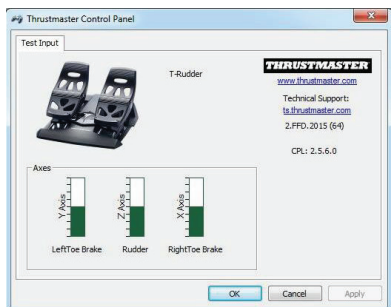 Thrustmaster Control Panel
Test Input
T-Rudder
THRUSTMASTER
www.thrustmaster.com
Technical Support:
ts.thrustmaster.com
2.FFD.2015 (64)
CPL: 2.5.6.0
Axes
Y Axis
Z Axis
X Axis
LeftToe Brake
Rudder
RightToe Brake
OK
Cancel
Apply